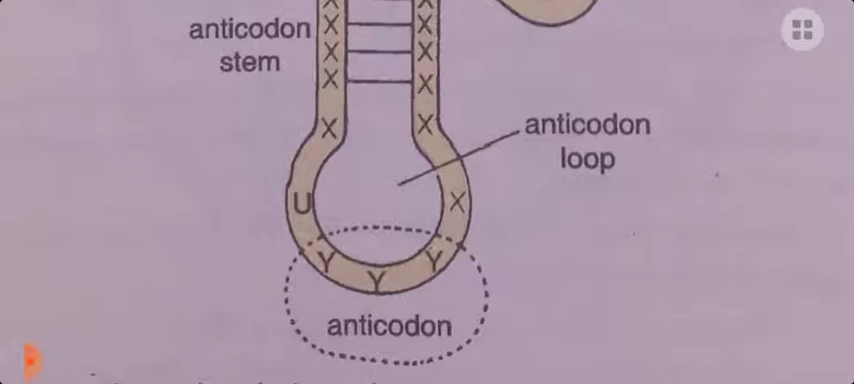 X X
anticodon X X
stem X X
X X
X X
anticodon
loop
U X
Y Y Y
anticodon